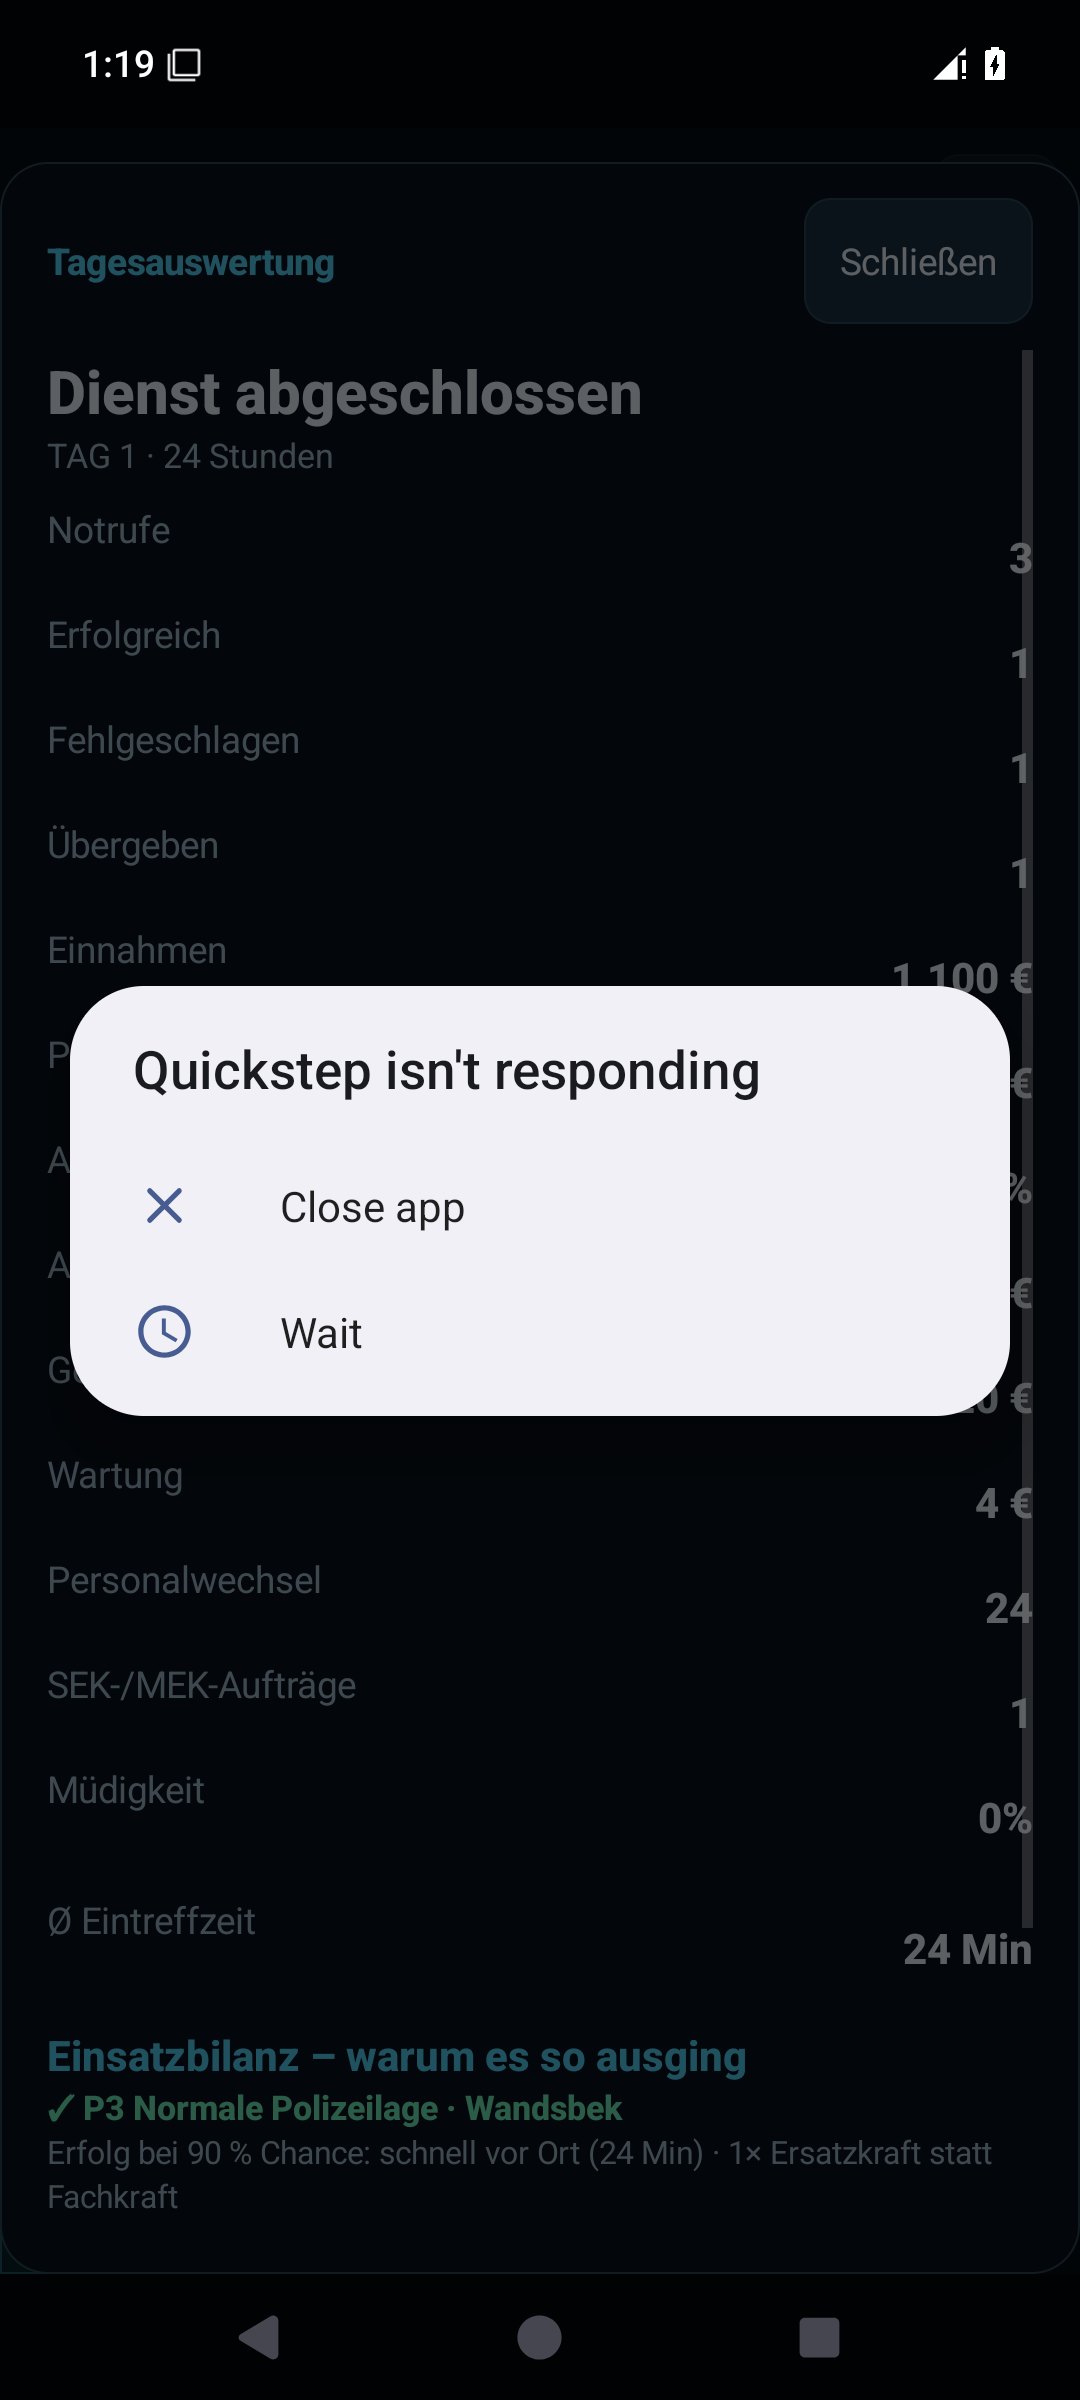 1:19
Tagesauswertung
Schließen
Dienst abgeschlossen
TAG 1 · 24 Stunden
Notrufe
3
Erfolgreich
1
Fehlgeschlagen
1
Übergeben
1
Einnahmen
1 100 €
P
€
Quickstep isn't responding
A
%
Close app
A
€
Wait
G
0 €
Wartung
4 €
Personalwechsel
24
SEK-/MEK-Aufträge
1
Müdigkeit
0%
Ø Eintreffzeit
24 Min
Einsatzbilanz – warum es so ausging
✓ P3 Normale Polizeilage · Wandsbek
Erfolg bei 90 % Chance: schnell vor Ort (24 Min) · 1× Ersatzkraft statt
Fachkraft